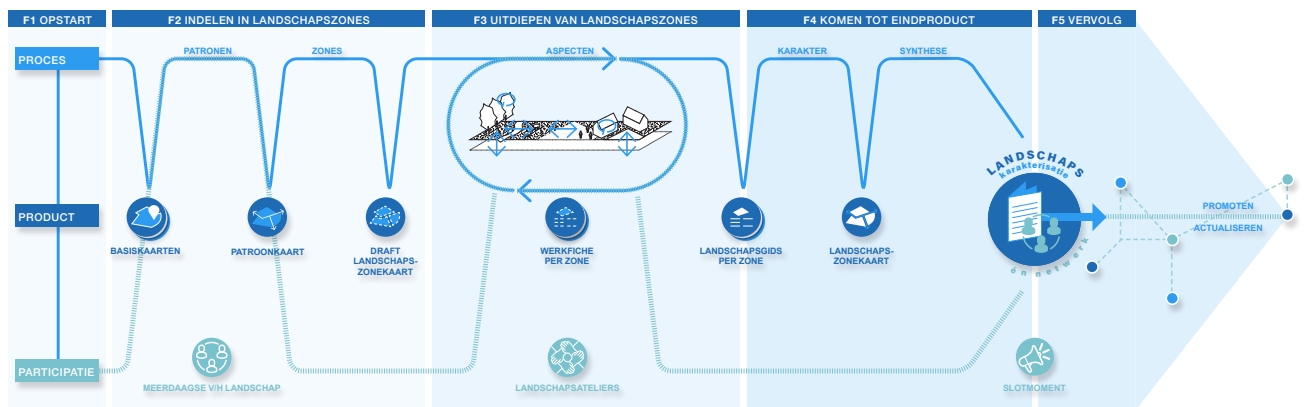 F1 OPSTART
F2 INDELEN IN LANDSCHAPSZONES
F3 UITDIEPEN VAN LANDSCHAPSZONES
F4 KOMEN TOT EINDPRODUCT
F5 VERVOLG
PROCES
PATRONEN
ZONES
ASPECTEN
KARAKTER
SYNTHESE
LANDSCHAPS
karakterisatie
én netwerk
PRODUCT
BASISKAARTEN
PATROONKAART
DRAFT
LANDSCHAPS-
ZONEKAART
WERKFICHE
PER ZONE
LANDSCHAPSGIDS
PER ZONE
LANDSCHAPS-
ZONEKAART
PROMOTEN
ACTUALISEREN
PARTICIPATIE
MEERDAAGSE V/H LANDSCHAP
LANDSCHAPSATELIERS
SLOTMOMENT